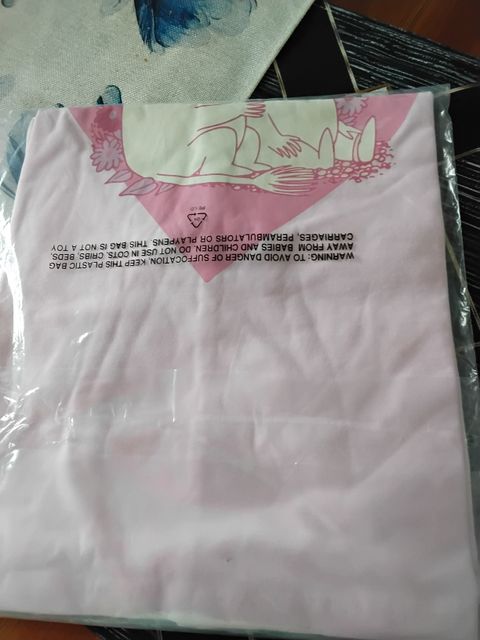 WARNING: TO AVOID DANGER OF SUFFOCATION, KEEP THIS PLASTIC BAG
AWAY FROM BABIES AND CHILDREN. DO NOT USE IN COTS, CRIBS, BEDS,
CARRIAGES, PERAMBULATORS OR PLAYPENS. THIS BAG IS NOT A TOY